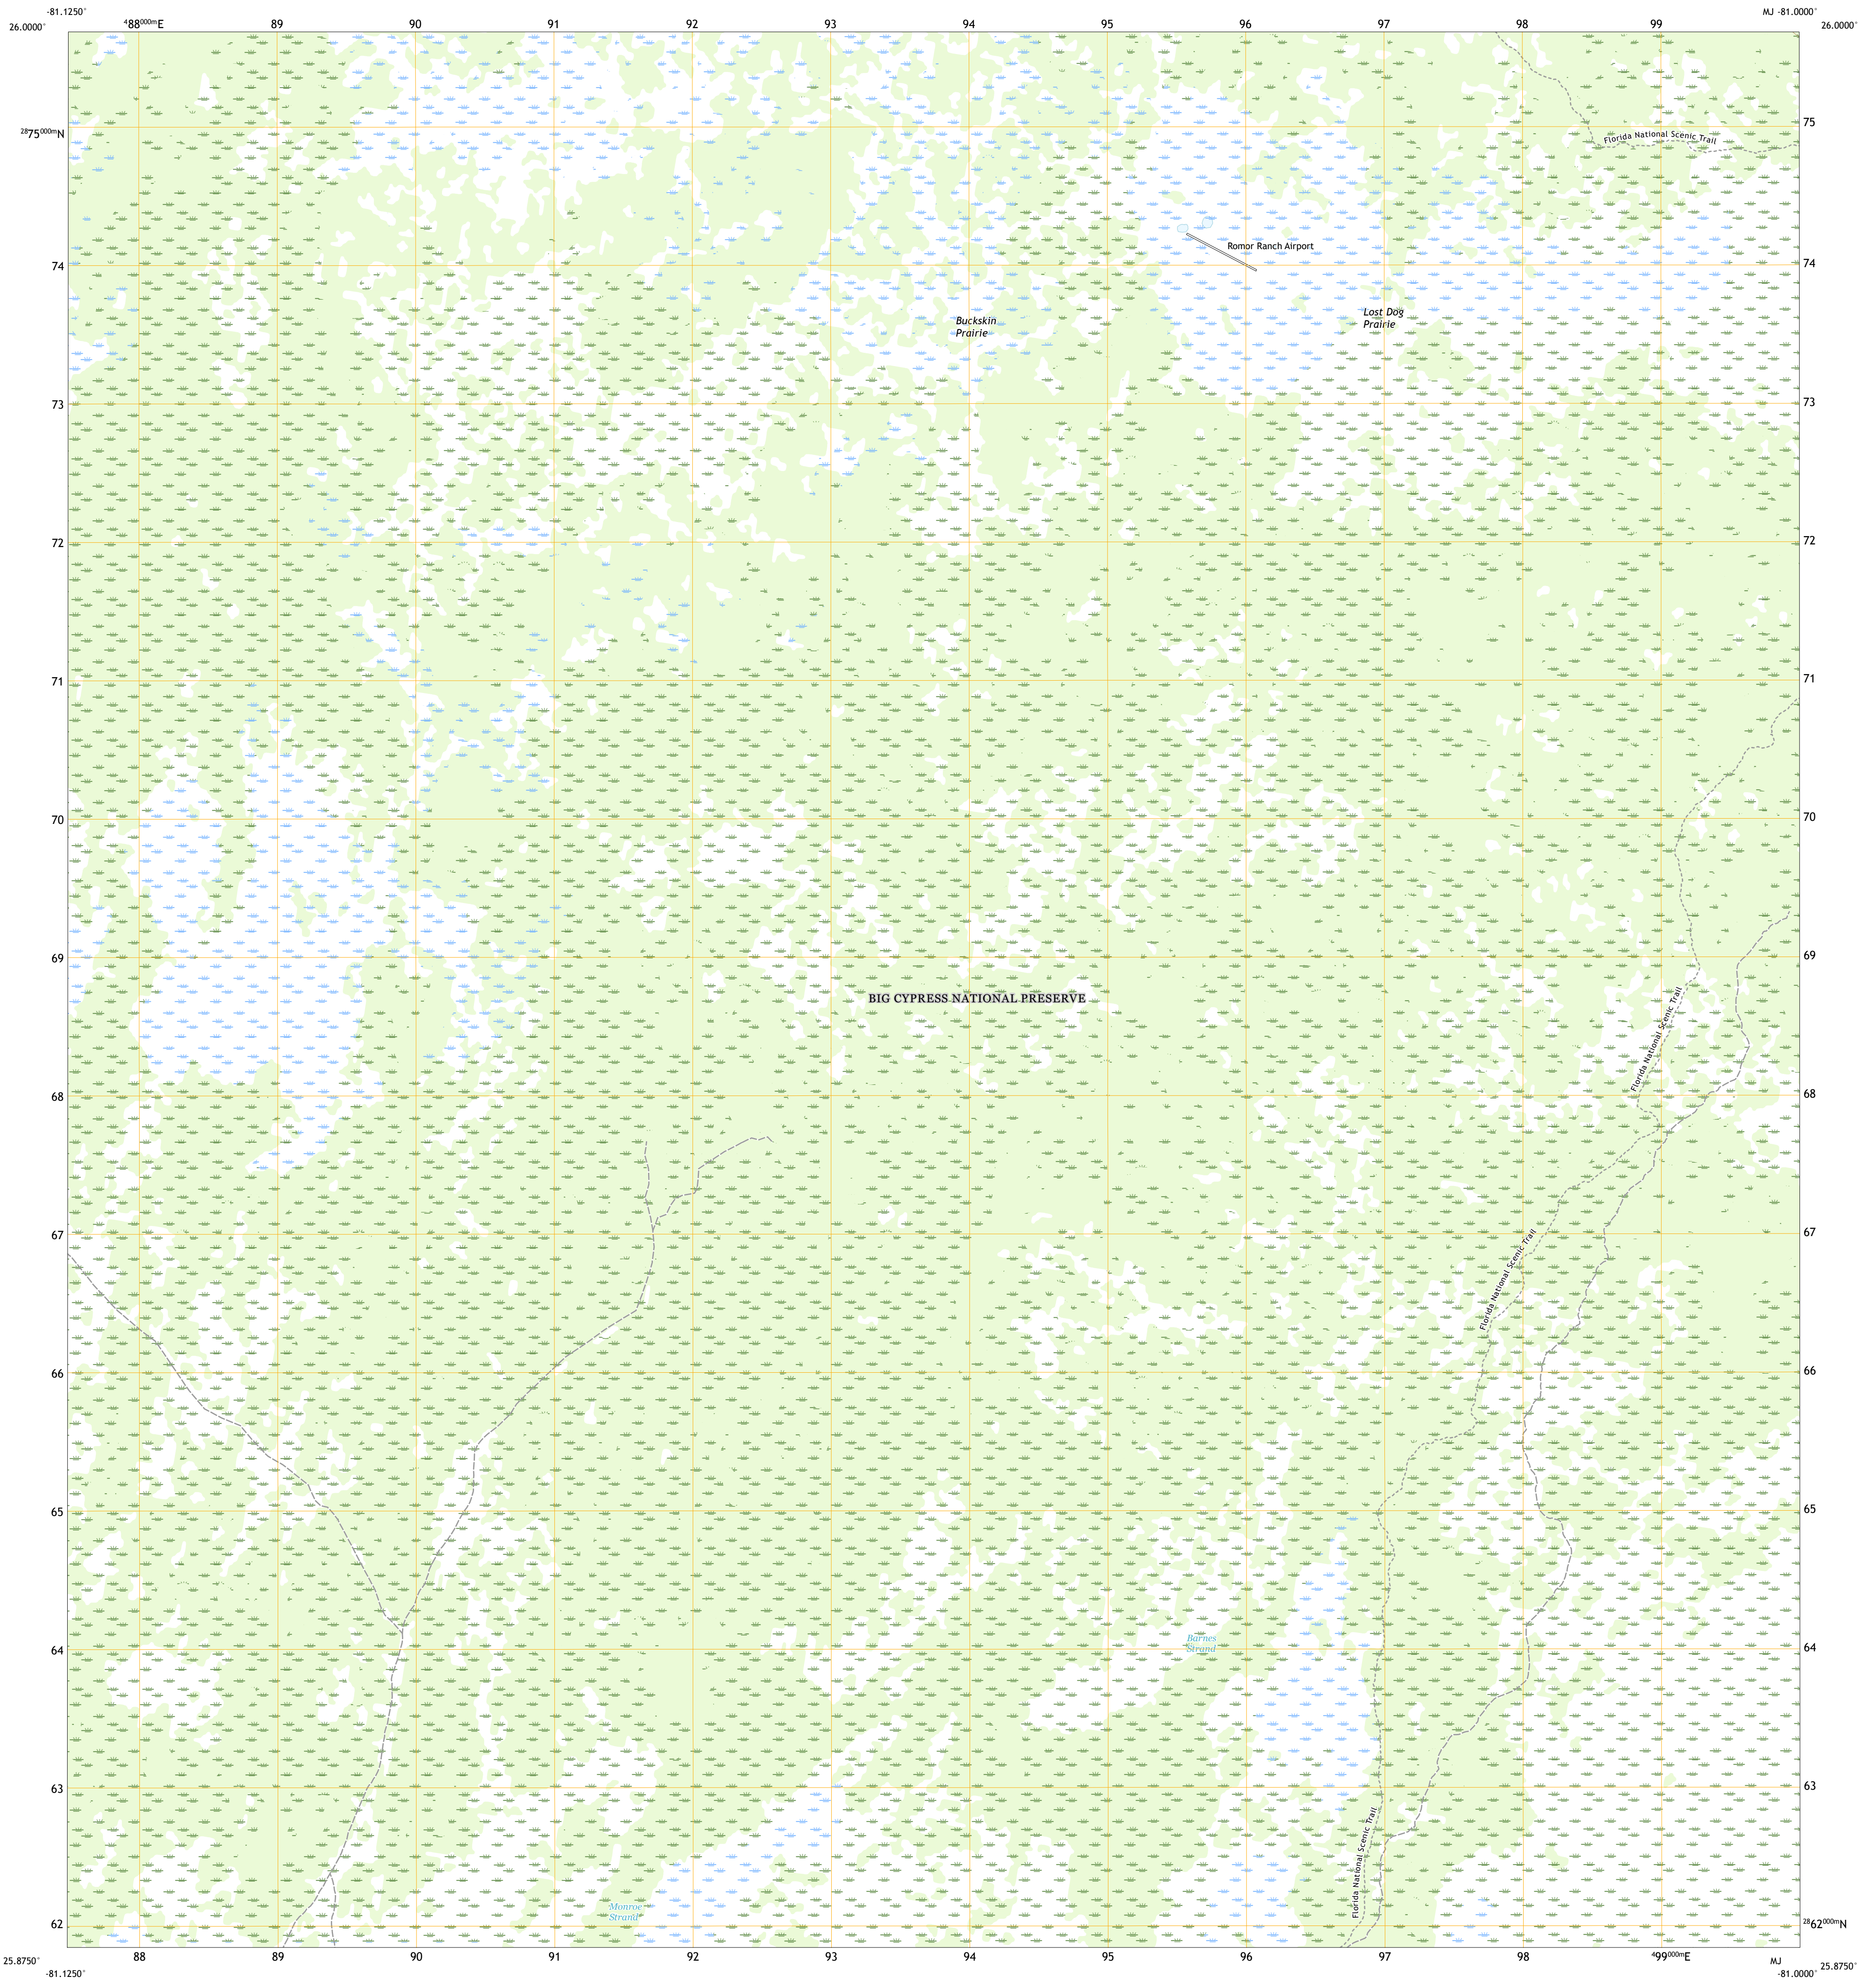 -81.1250°
⁴88⁰⁰⁰ᵐE 89 90 91 92 93 94 95 96 97 98 99
MJ -81.0000°
26.0000°
26.0000°
²⁸75⁰⁰⁰ᵐN
75
Florida National Scenic Trail
Romor Ranch Airport
74
74
Buckskin
Prairie
Lost Dog
Prairie
73
73
72
72
71
71
70
70
69
69
BIG CYPRESS NATIONAL PRESERVE
Florida National Scenic Trail
68
68
67
67
Florida National Scenic Trail
66
66
65
65
Barnes
Strand
64
64
63
63
Florida National Scenic Trail
Monroe
Strand
62
²⁸62⁰⁰⁰ᵐN
25.8750°
88 89 90 91 92 93 94 95 96 97 98 ⁴99⁰⁰⁰ᵐE
MJ
25.8750°
-81.1250°
-81.0000°